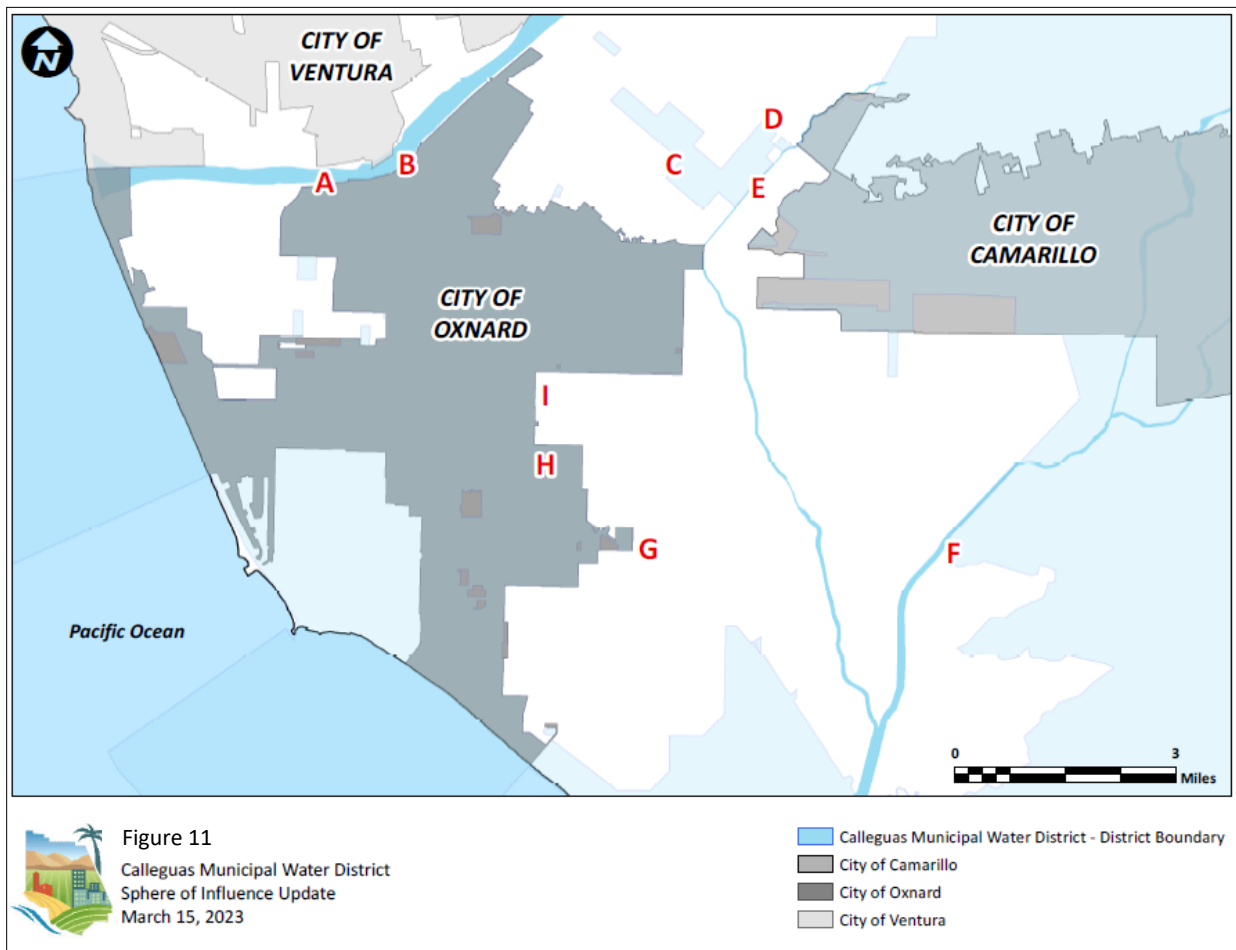 N
CITY OF
VENTURA
A
B
C
D
E
CITY OF
CAMARILLO
CITY OF
OXNARD
I
H
G
F
Pacific Ocean
0 3
Miles
Figure 11
Calleguas Municipal Water District
Sphere of Influence Update
March 15, 2023
Calleguas Municipal Water District - District Boundary
City of Camarillo
City of Oxnard
City of Ventura